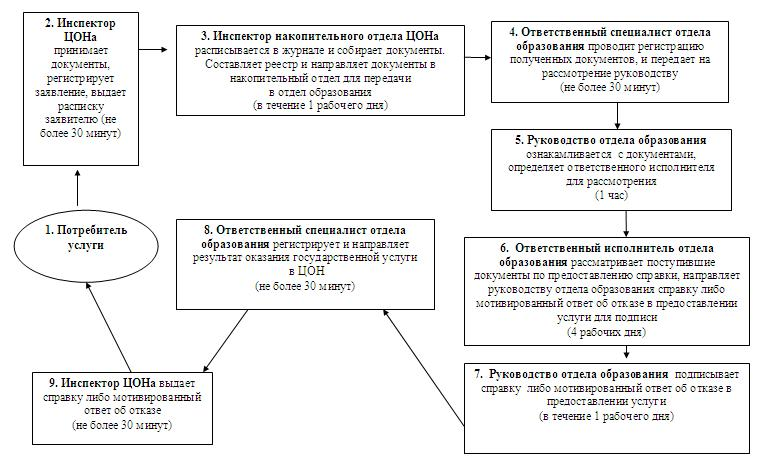 1. Потребитель
услуги
2. Инспектор
ЦОНа
принимает
документы,
регистрирует
заявление, выдает
расписку
заявителю (не
более 30 минут)
3. Инспектор накопительного отдела ЦОНа
расписывается в журнале и собирает документы.
Составляет реестр и направляет документы в
накопительный отдел для передачи
в отдел образования
(в течение 1 рабочего дня)
4. Ответственный специалист отдела
образования проводит регистрацию
полученных документов, и передает на
рассмотрение руководству
(не более 30 минут)
5. Руководство отдела образования
ознакамливается с документами,
определяет ответственного исполнителя
для рассмотрения
(1 час)
6. Ответственный исполнитель отдела
образования рассматривает поступившие
документы по предоставлению справки, направляет
руководству отдела образования справку либо
мотивированный ответ об отказе в предоставлении
услуги для подписи
(4 рабочих дня)
7. Руководство отдела образования подписывает
справку либо мотивированный ответ об отказе в
предоставлении услуги
(в течение 1 рабочего дня)
8. Ответственный специалист отдела
образования регистрирует и направляет
результат оказания государственной услуги
в ЦОН
(не более 30 минут)
9. Инспектор ЦОНа выдает
справку либо мотивированный
ответ об отказе
(не более 30 минут)